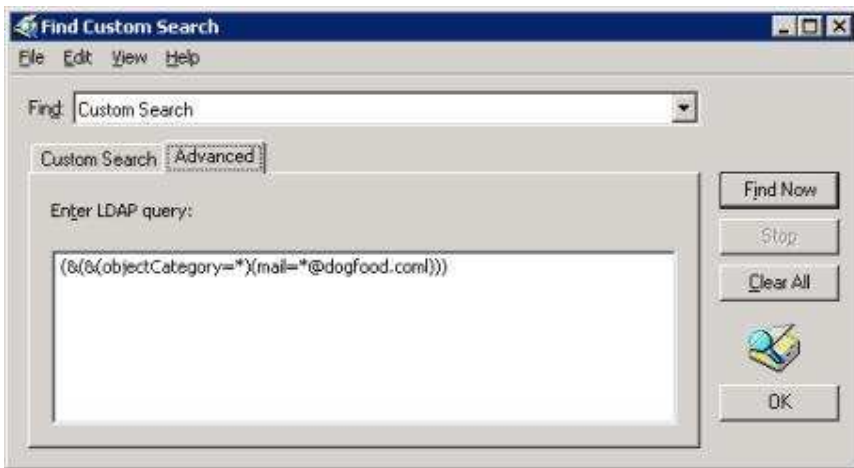 Find Custom Search
File Edit View Help
Find: Custom Search
Custom Search Advanced
Enter LDAP query:
(&(&(objectCategory=*)(mail=*@dogfood.coml)))
Find Now
Stop
Clear All
OK